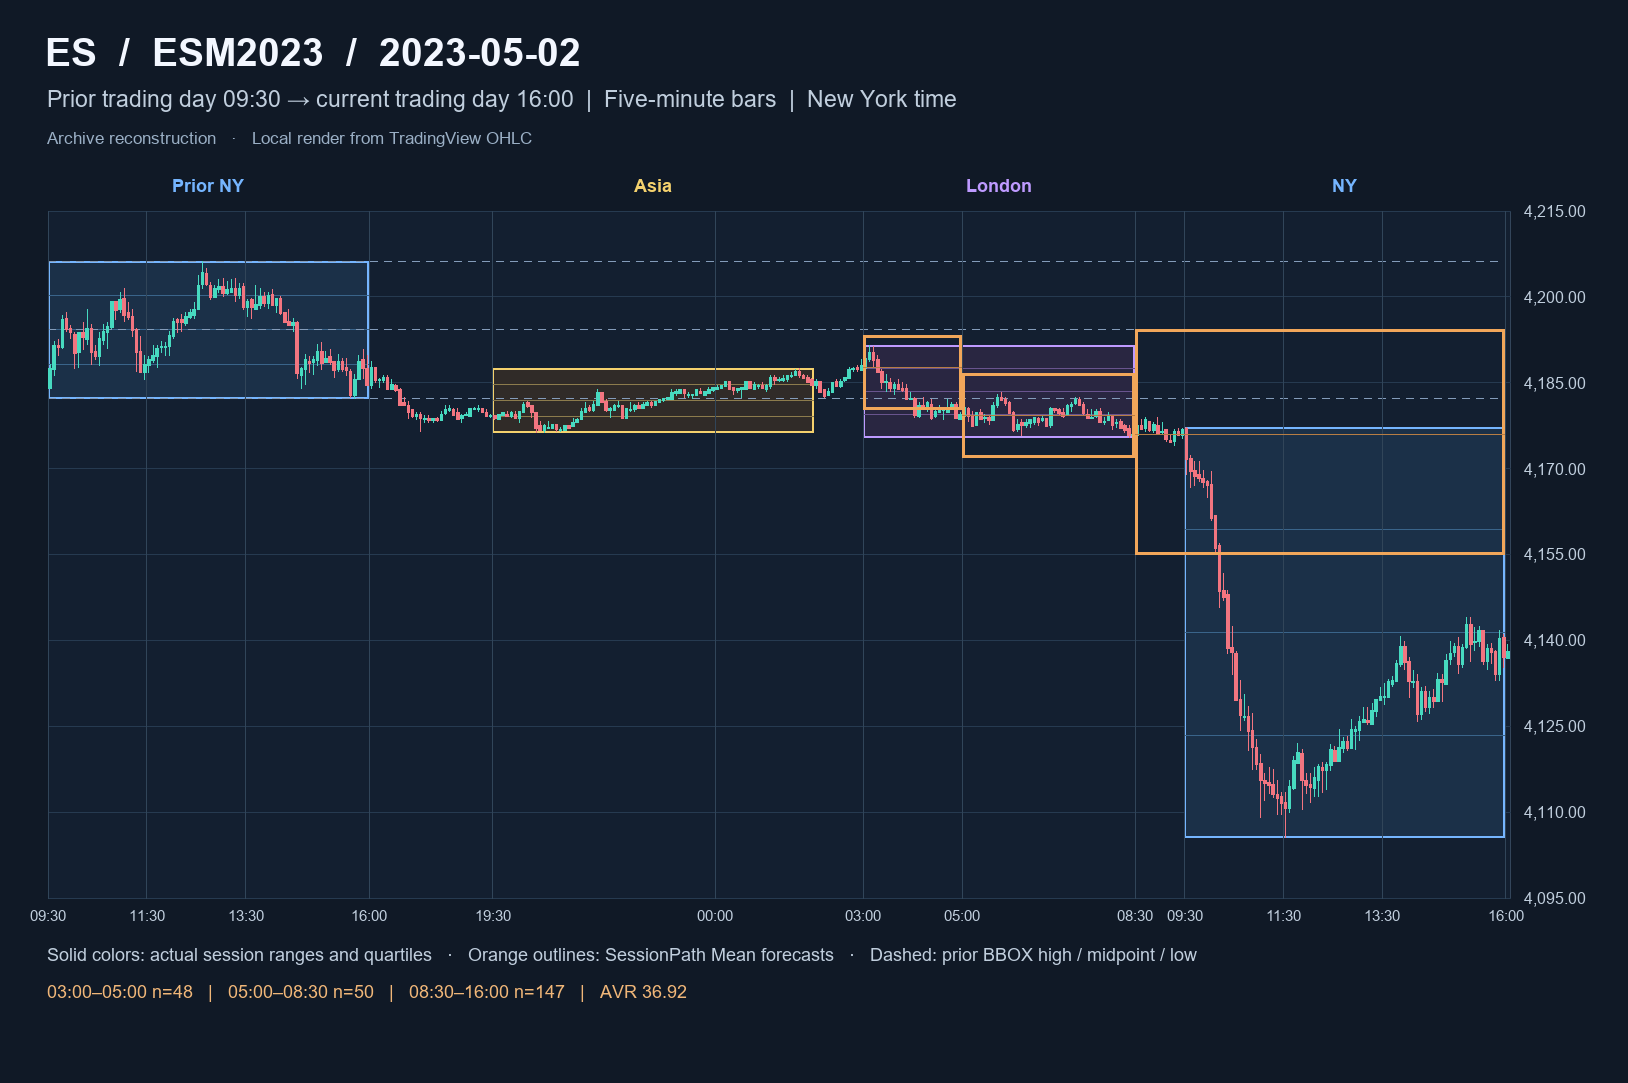 ES / ESM2023 / 2023-05-02
Prior trading day 09:30 → current trading day 16:00 | Five-minute bars | New York time
Archive reconstruction · Local render from TradingView OHLC
Prior NY Asia London NY
4,215.00
4,200.00
4,185.00
4,170.00
4,155.00
4,140.00
4,125.00
4,110.00
4,095.00
09:30 11:30 13:30 16:00 19:30 00:00 03:00 05:00 08:30 09:30 11:30 13:30 16:00
Solid colors: actual session ranges and quartiles · Orange outlines: SessionPath Mean forecasts · Dashed: prior BBOX high / midpoint / low
03:00–05:00 n=48 | 05:00–08:30 n=50 | 08:30–16:00 n=147 | AVR 36.92